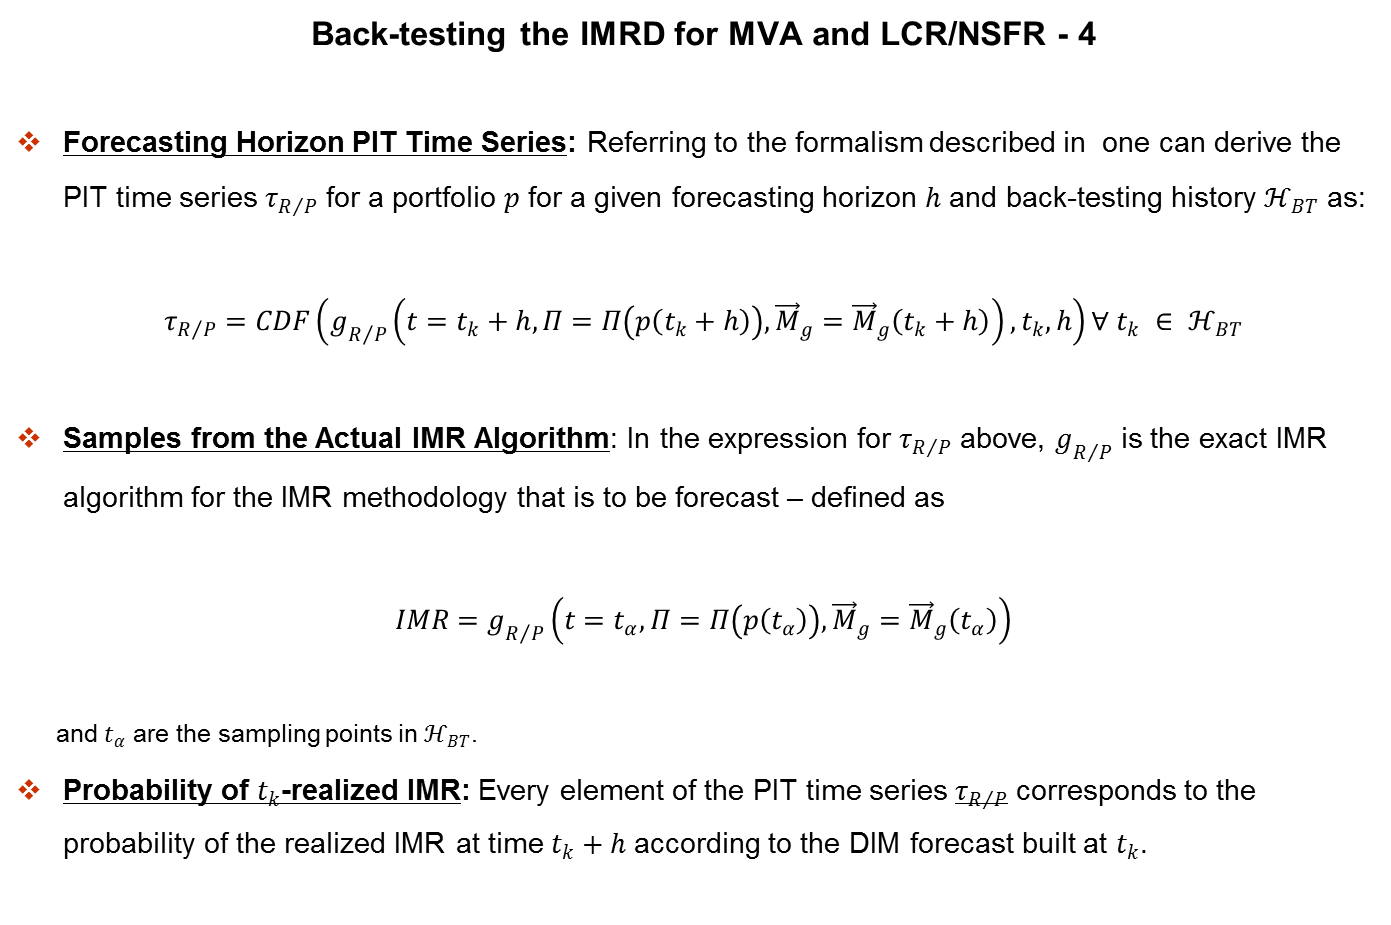 Back-testing the IMRD for MVA and LCR/NSFR - 4
❖ Forecasting Horizon PIT Time Series: Referring to the formalism described in one can derive the
PIT time series τ_{R/P} for a portfolio p for a given forecasting horizon h and back-testing history ℋ_{BT} as:
τ_{R/P} = CDF(g_{R/P}(t = t_k + h, Π = Π(p(t_k + h)), M⃗_g = M⃗_g(t_k + h)), t_k, h) ∀ t_k ∈ ℋ_{BT}
❖ Samples from the Actual IMR Algorithm: In the expression for τ_{R/P} above, g_{R/P} is the exact IMR
algorithm for the IMR methodology that is to be forecast – defined as
IMR = g_{R/P}(t = t_α, Π = Π(p(t_α)), M⃗_g = M⃗_g(t_α))
and t_α are the sampling points in ℋ_{BT}.
❖ Probability of t_k-realized IMR: Every element of the PIT time series τ_{R/P} corresponds to the
probability of the realized IMR at time t_k + h according to the DIM forecast built at t_k.